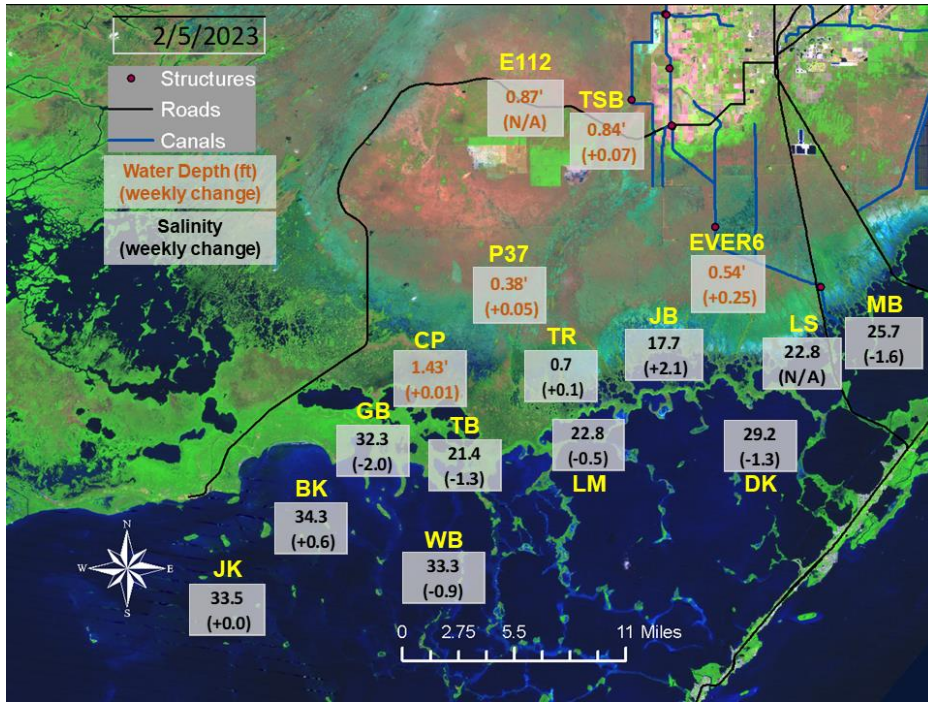 2/5/2023
Structures
Roads
Canals
Water Depth (ft)
(weekly change)
Salinity
(weekly change)
E112
0.87'
(N/A)
TSB
0.84'
(+0.07)
P37
0.38'
(+0.05)
EVER6
0.54'
(+0.25)
MB
25.7
(-1.6)
CP
1.43'
(+0.01)
TR
0.7
(+0.1)
JB
17.7
(+2.1)
LS
22.8
(N/A)
GB
32.3
(-2.0)
TB
21.4
(-1.3)
22.8
(-0.5)
LM
29.2
(-1.3)
DK
BK
34.3
(+0.6)
WB
33.3
(-0.9)
JK
33.5
(+0.0)
N
W E
S
0 2.75 5.5 11 Miles